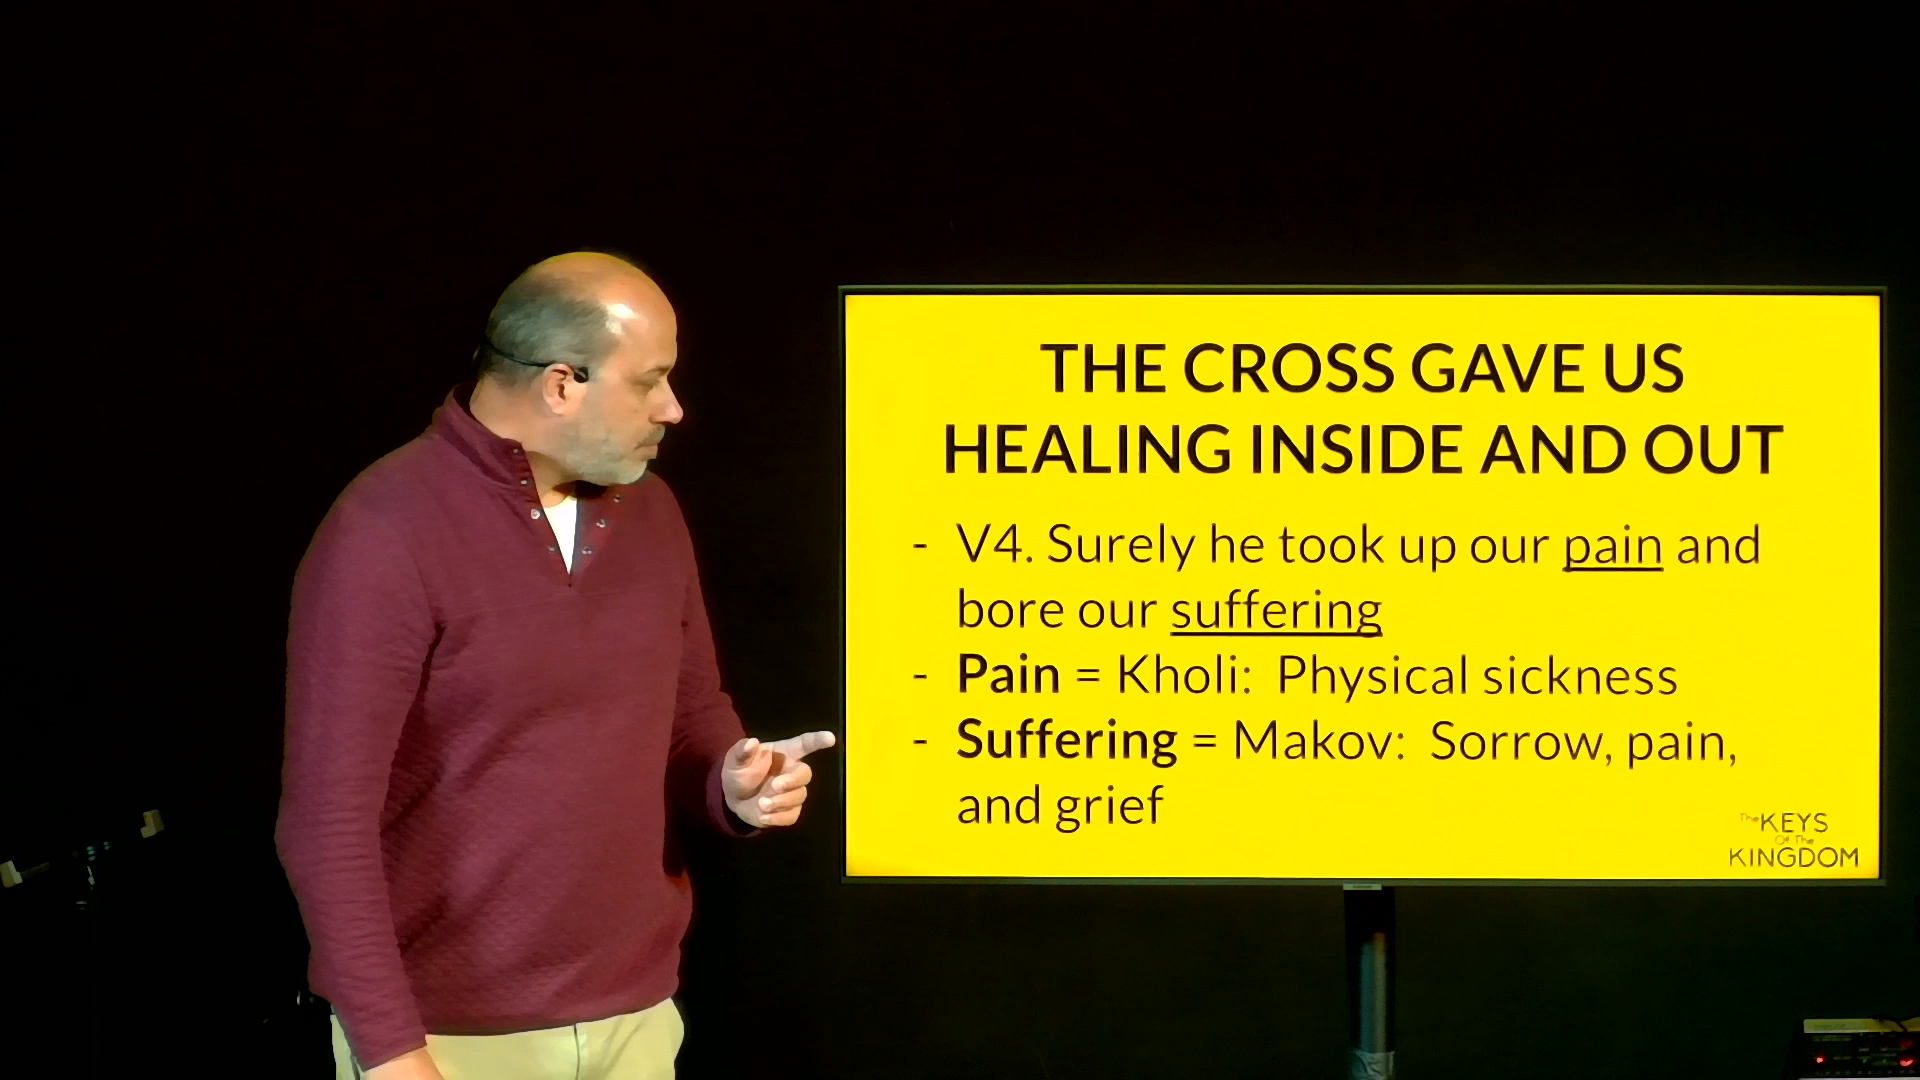 THE CROSS GAVE US
HEALING INSIDE AND OUT
- V4. Surely he took up our pain and
bore our suffering
- Pain = Kholi: Physical sickness
- Suffering = Makov: Sorrow, pain,
and grief
The KEYS
Of The
KINGDOM